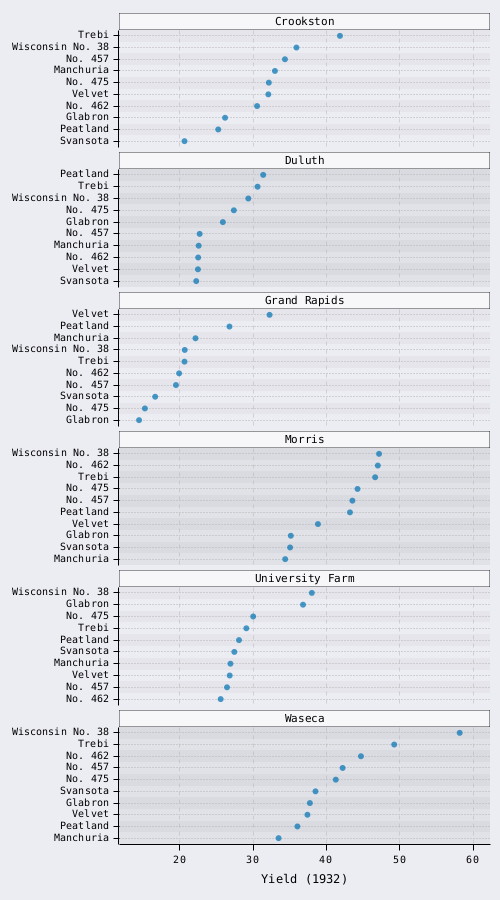 Crookston
Trebi
Wisconsin No. 38
No. 457
Manchuria
No. 475
Velvet
No. 462
Glabron
Peatland
Svansota
Duluth
Peatland
Trebi
Wisconsin No. 38
No. 475
Glabron
No. 457
Manchuria
No. 462
Velvet
Svansota
Grand Rapids
Velvet
Peatland
Manchuria
Wisconsin No. 38
Trebi
No. 462
No. 457
Svansota
No. 475
Glabron
Morris
Wisconsin No. 38
No. 462
Trebi
No. 475
No. 457
Peatland
Velvet
Glabron
Svansota
Manchuria
University Farm
Wisconsin No. 38
Glabron
No. 475
Trebi
Peatland
Svansota
Manchuria
Velvet
No. 457
No. 462
Waseca
Wisconsin No. 38
Trebi
No. 462
No. 457
No. 475
Svansota
Glabron
Velvet
Peatland
Manchuria
20 30 40 50 60
Yield (1932)